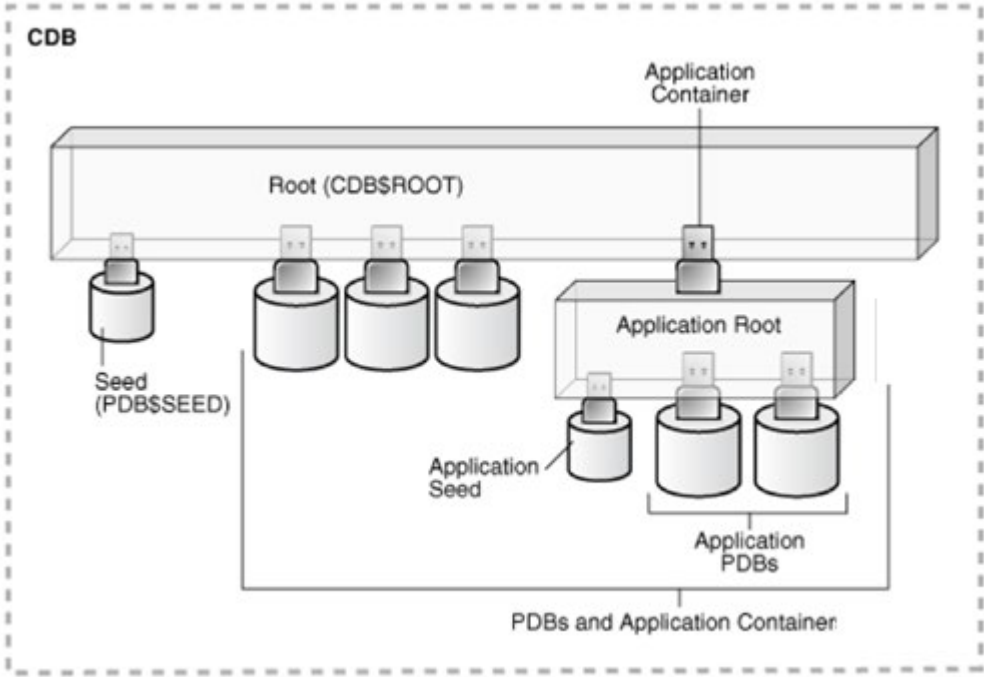 CDB
Application
Container
Root (CDB$ROOT)
Application Root
Seed
(PDB$SEED)
Application
Seed
Application
PDBs
PDBs and Application Container